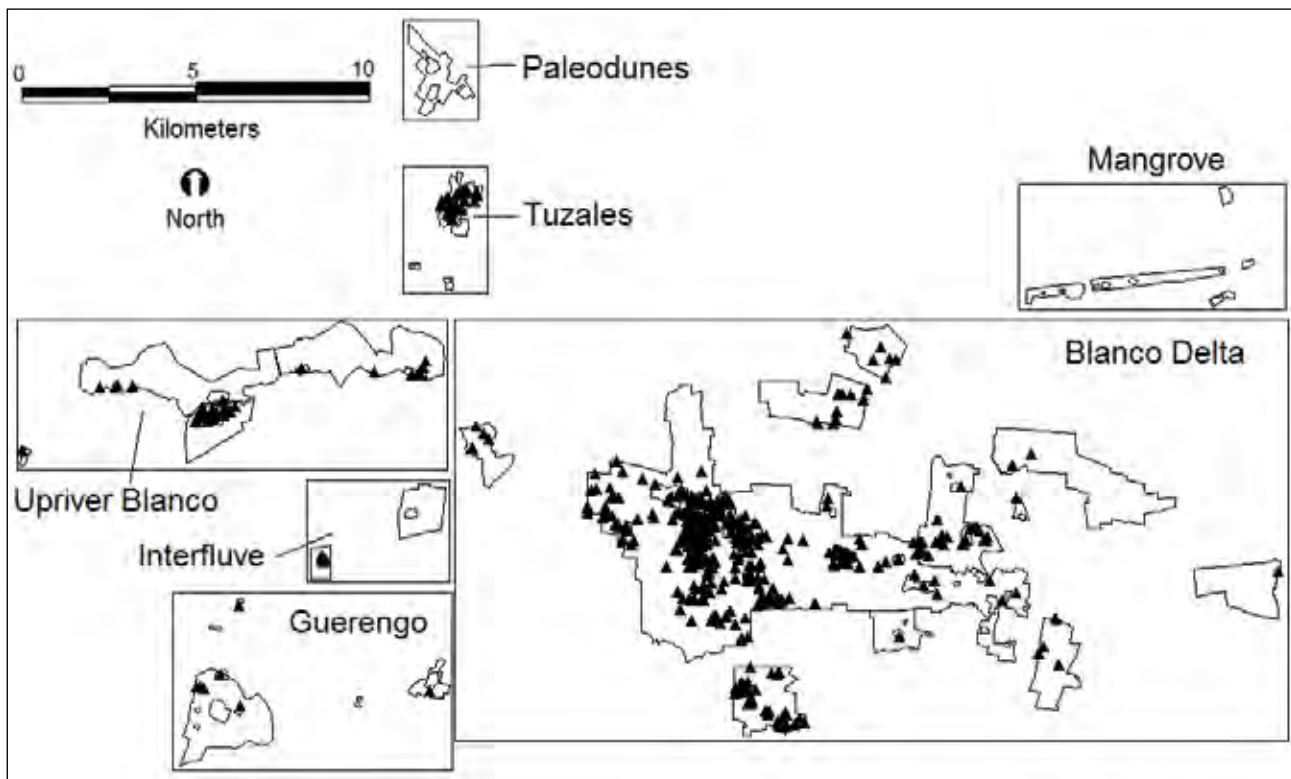 0 5 10
Kilometers
North
Paleodunes
Tuzales
Mangrove
Blanco Delta
Upriver Blanco
Interfluve
Guerengo